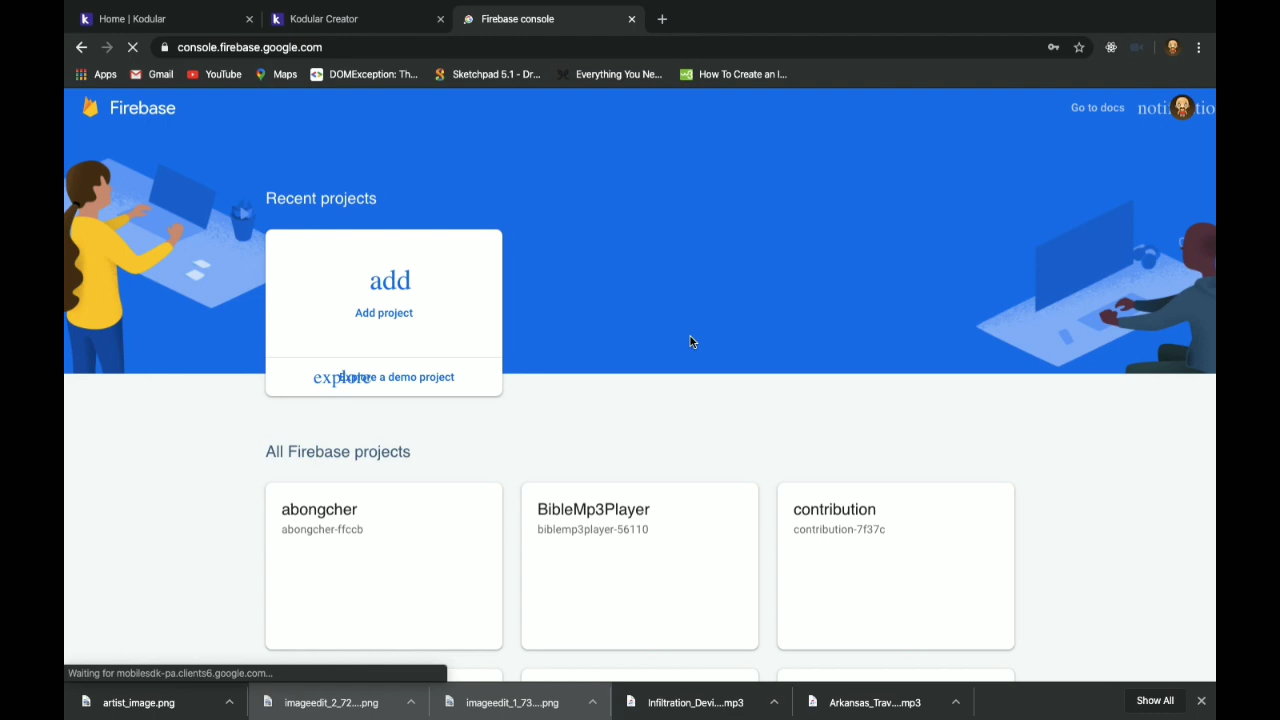 Home | Kodular
Kodular Creator
Firebase console
console.firebase.google.com
Apps
Gmail
YouTube
Maps
DOMException: Th...
Sketchpad 5.1 - Dr...
Everything You Ne...
How To Create an I...
Firebase
Go to docs
Recent projects
add
Add project
explore
Explore a demo project
All Firebase projects
abongcher
abongcher-ffccb
BibleMp3Player
biblemp3player-56110
contribution
contribution-7f37c
Waiting for mobilesdk-pa.clients6.google.com...
artist_image.png
imageedit_2_72....png
imageedit_1_73....png
Infiltration_Devi....mp3
Arkansas_Trav....mp3
Show All